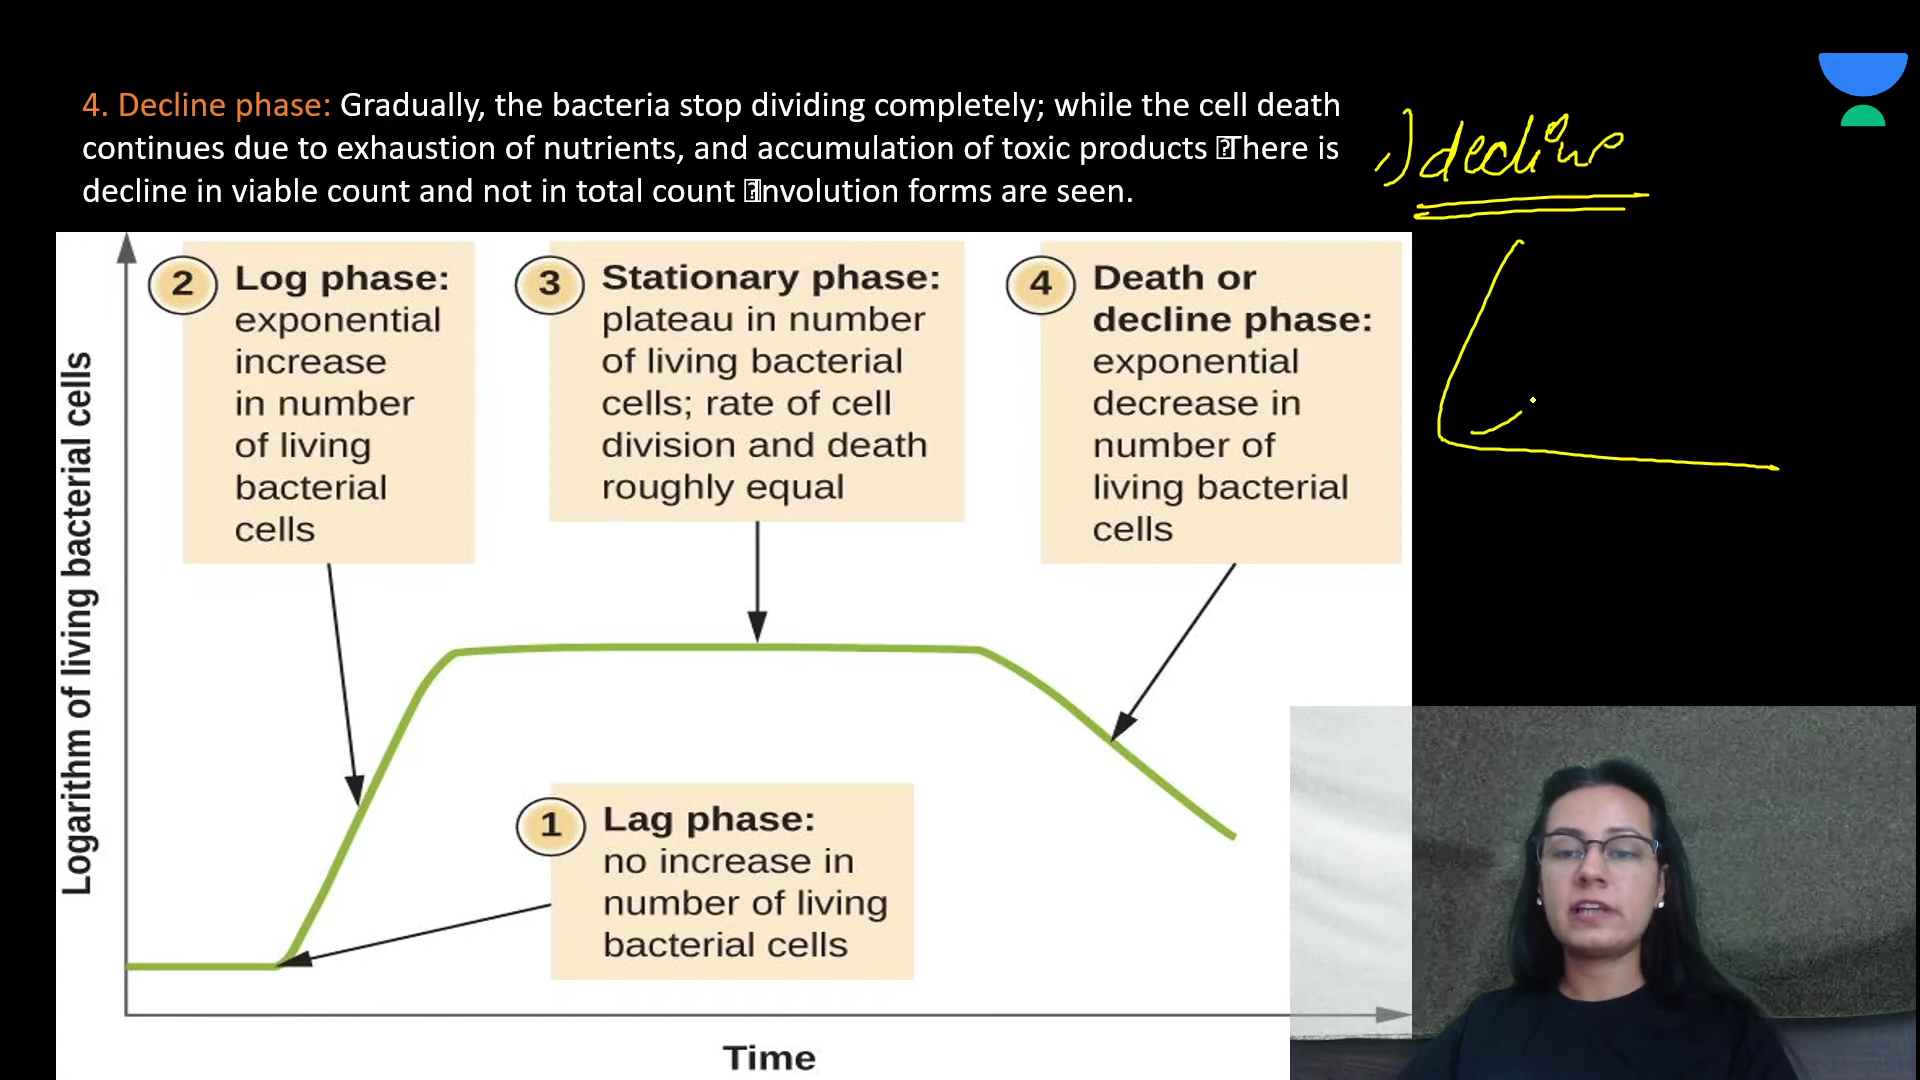 4. Decline phase: Gradually, the bacteria stop dividing completely; while the cell death
continues due to exhaustion of nutrients, and accumulation of toxic products There is
decline in viable count and not in total count Involution forms are seen.
1) decline
2 Log phase:
exponential
increase
in number
of living
bacterial
cells
3 Stationary phase:
plateau in number
of living bacterial
cells; rate of cell
division and death
roughly equal
4 Death or
decline phase:
exponential
decrease in
number of
living bacterial
cells
Logarithm of living bacterial cells
1 Lag phase:
no increase in
number of living
bacterial cells
Time